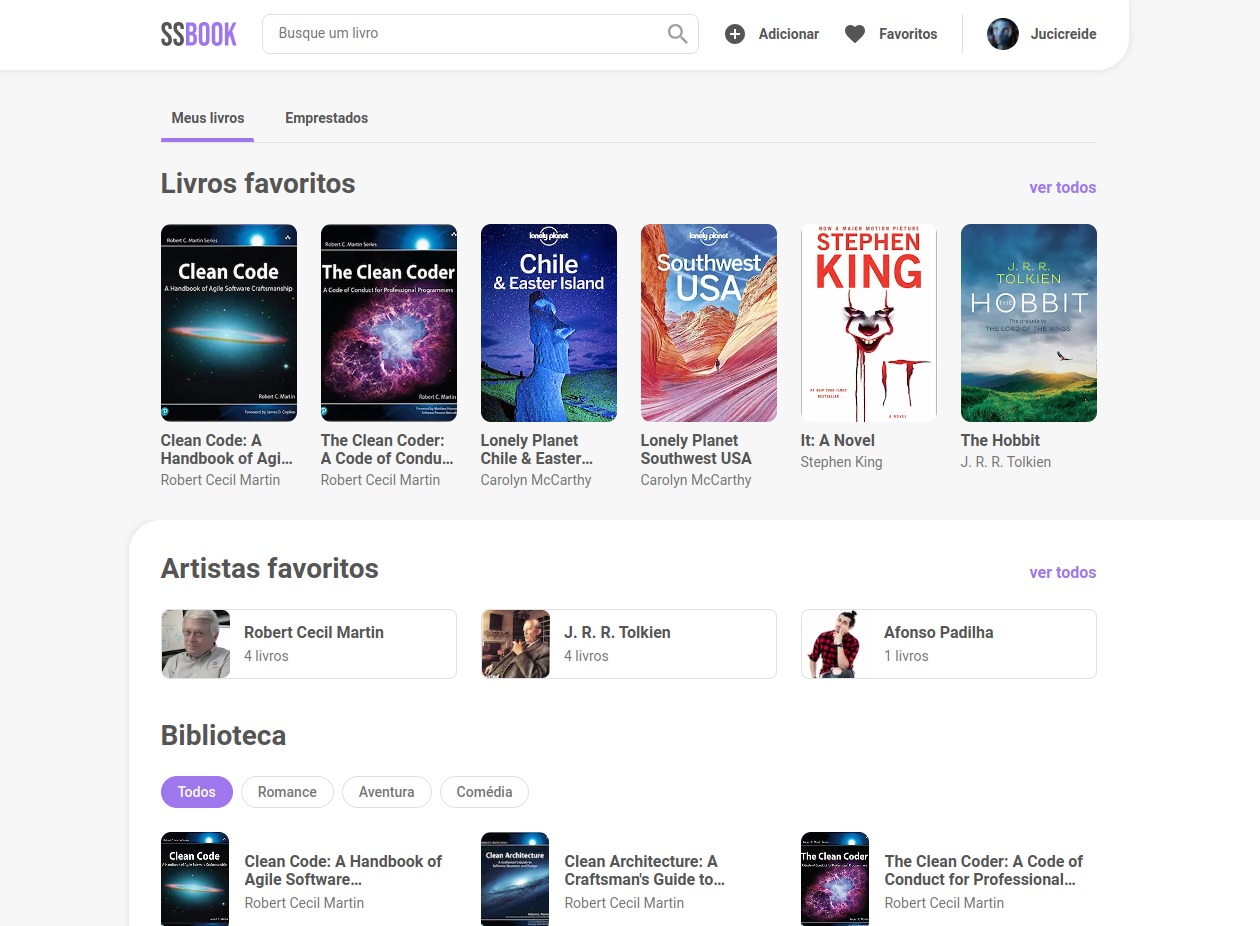 SSBOOK
Busque um livro
Adicionar
Favoritos
Jucicreide
Meus livros
Emprestados
Livros favoritos
ver todos
Robert C. Martin Series
Clean Code
A Handbook of Agile Software Craftsmanship
Robert C. Martin
Foreword by James O. Coplien
Robert C. Martin Series
The Clean Coder
A Code of Conduct for Professional Programmers
Robert C. Martin
lonely planet
Chile
& Easter Island
lonely planet
Southwest
USA
NOW A MAJOR MOTION PICTURE
STEPHEN
KING
IT
#1 NEW YORK TIMES
BESTSELLER
A NOVEL
J. R. R.
TOLKIEN
THE
HOBBIT
The prelude to
THE LORD OF THE RINGS
Clean Code: A
Handbook of Agi...
Robert Cecil Martin
The Clean Coder:
A Code of Condu...
Robert Cecil Martin
Lonely Planet
Chile & Easter...
Carolyn McCarthy
Lonely Planet
Southwest USA
Carolyn McCarthy
It: A Novel
Stephen King
The Hobbit
J. R. R. Tolkien
Artistas favoritos
ver todos
Robert Cecil Martin
4 livros
J. R. R. Tolkien
4 livros
Afonso Padilha
1 livros
Biblioteca
Todos
Romance
Aventura
Comédia
Clean Code
Clean Code: A Handbook of
Agile Software...
Robert Cecil Martin
Clean Architecture
Clean Architecture: A
Craftsman's Guide to...
Robert Cecil Martin
The Clean Coder
The Clean Coder: A Code of
Conduct for Professional...
Robert Cecil Martin